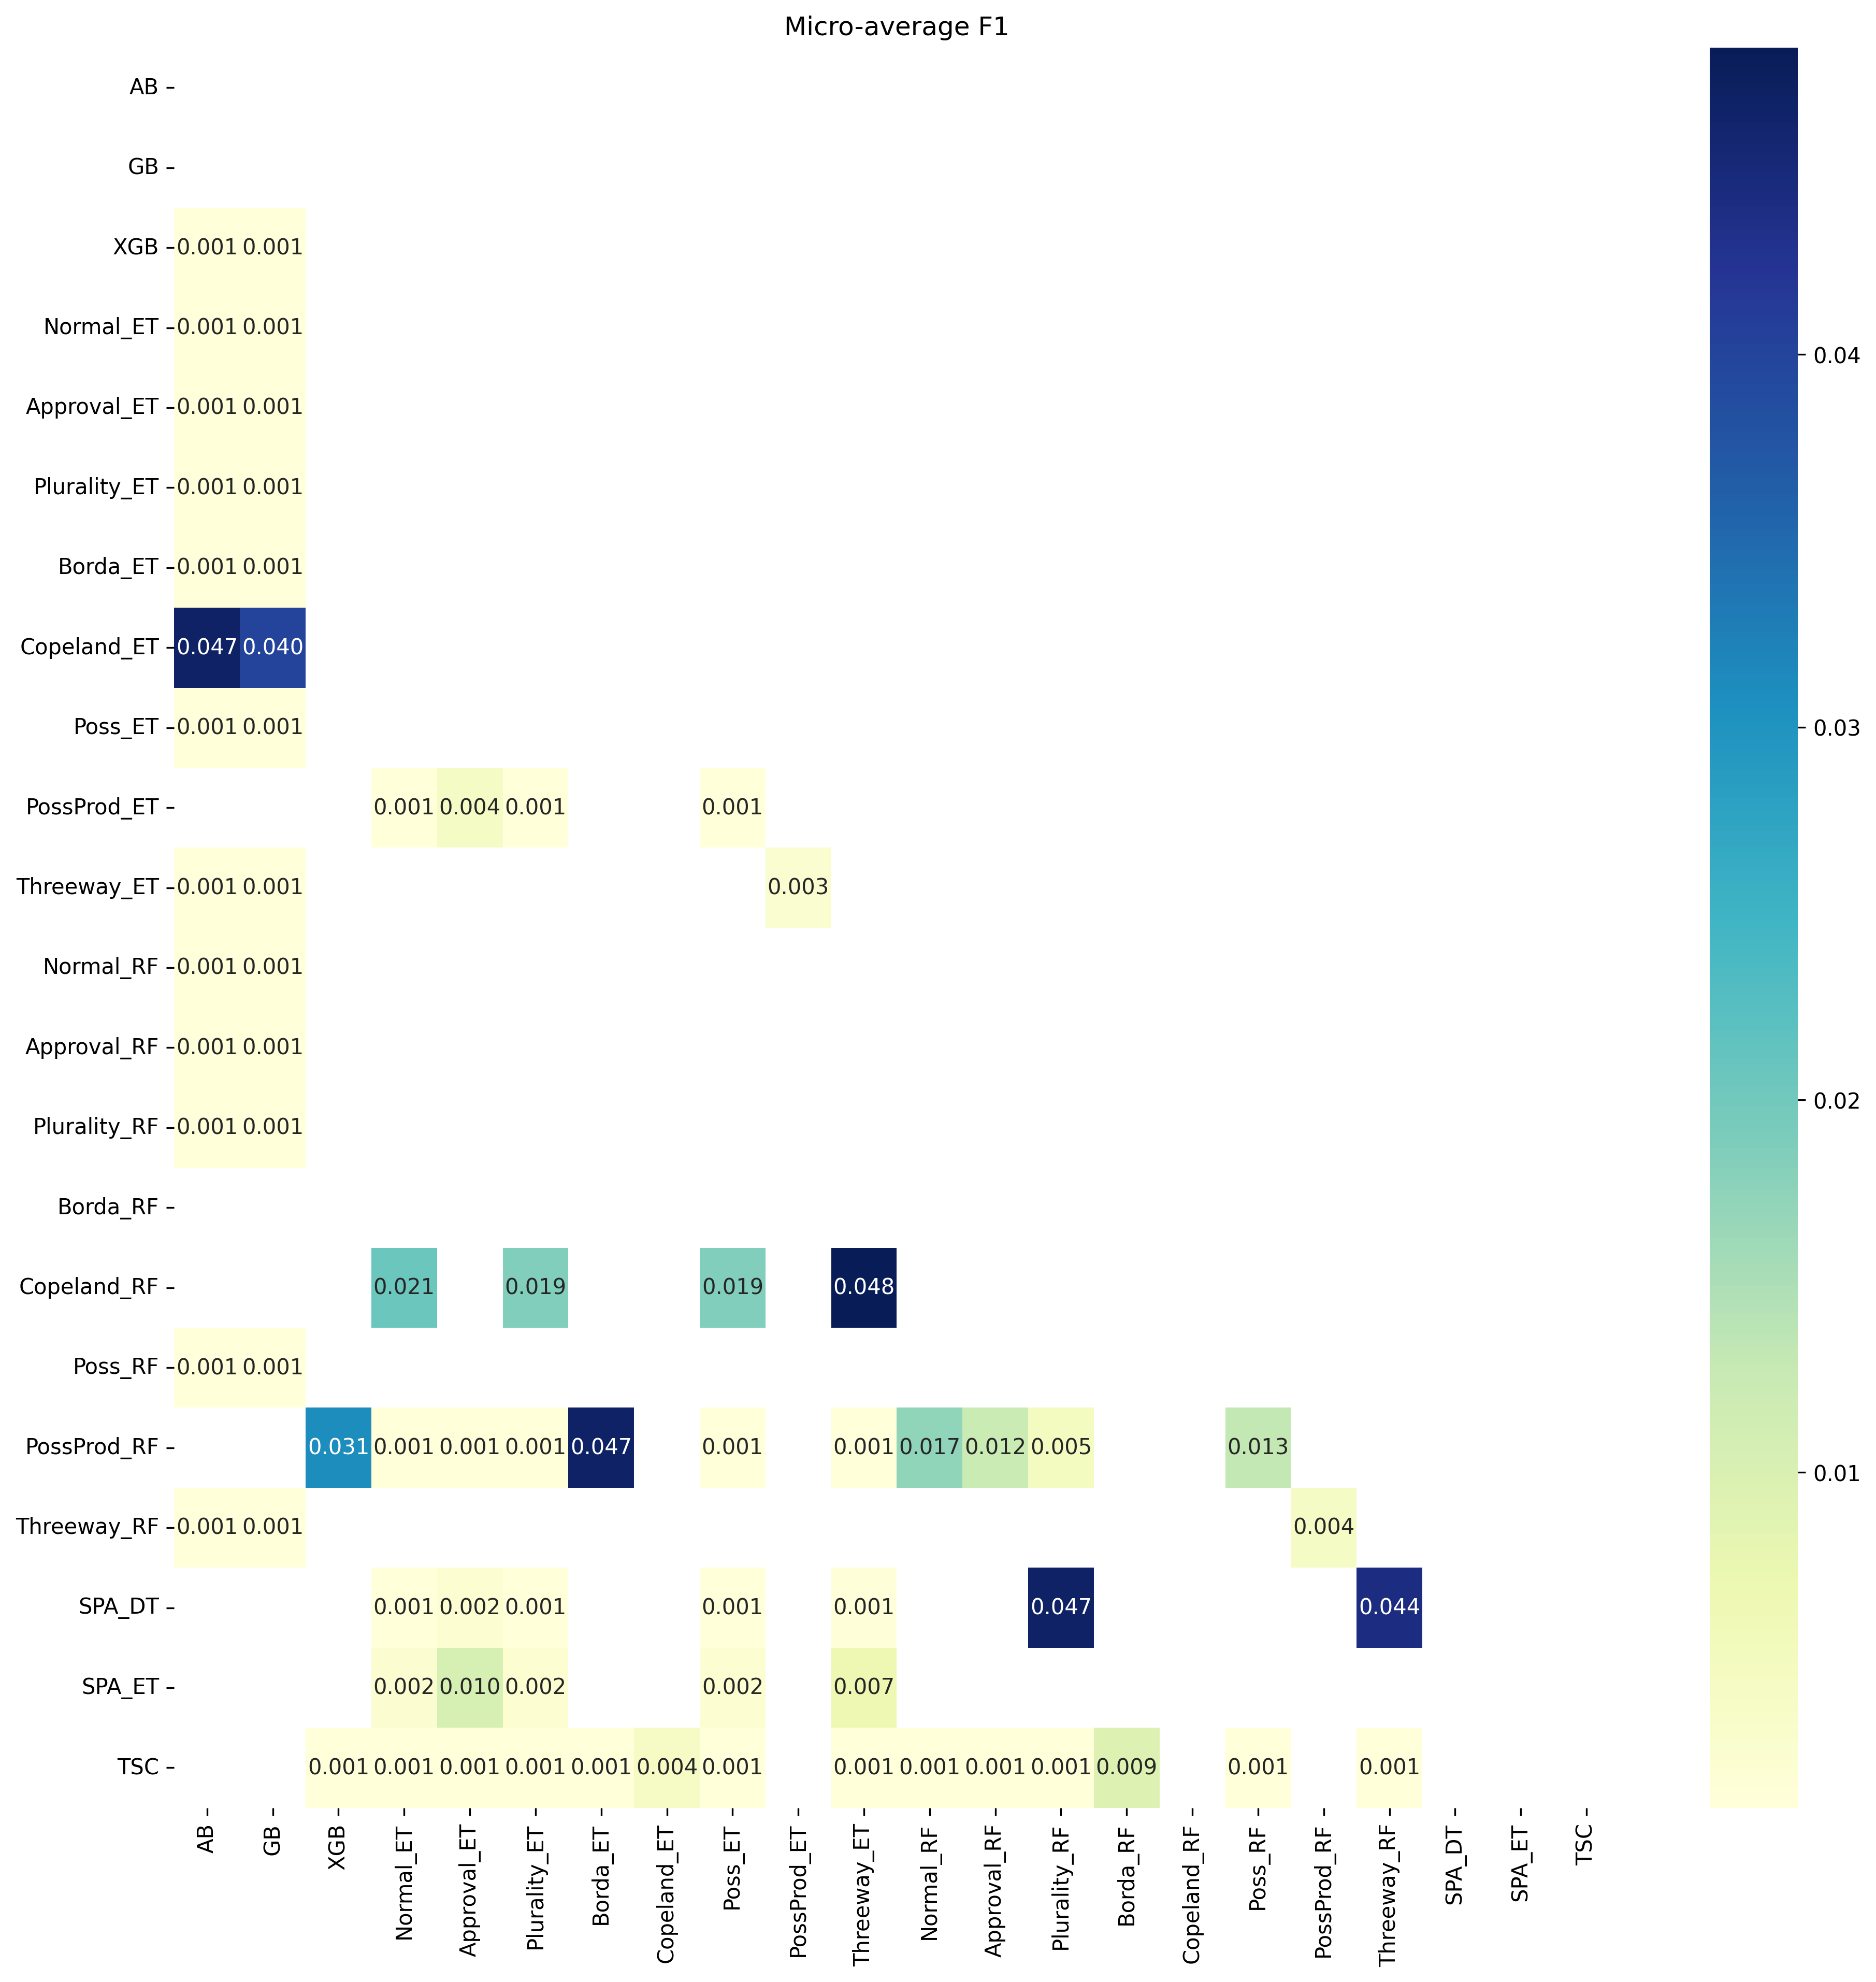 Micro-average F1
AB
GB
XGB 0.001 0.001
Normal_ET 0.001 0.001
0.04
Approval_ET 0.001 0.001
Plurality_ET 0.001 0.001
Borda_ET 0.001 0.001
Copeland_ET 0.047 0.040
Poss_ET 0.001 0.001
0.03
PossProd_ET 0.001 0.004 0.001 0.001
Threeway_ET 0.001 0.001 0.003
Normal_RF 0.001 0.001
Approval_RF 0.001 0.001
0.02
Plurality_RF 0.001 0.001
Borda_RF
Copeland_RF 0.021 0.019 0.019 0.048
Poss_RF 0.001 0.001
PossProd_RF 0.031 0.001 0.001 0.001 0.047 0.001 0.001 0.017 0.012 0.005 0.013
0.01
Threeway_RF 0.001 0.001 0.004
SPA_DT 0.001 0.002 0.001 0.001 0.001 0.047 0.044
SPA_ET 0.002 0.010 0.002 0.002 0.007
TSC 0.001 0.001 0.001 0.001 0.001 0.004 0.001 0.001 0.001 0.001 0.001 0.009 0.001 0.001
AB GB XGB Normal_ET Approval_ET Plurality_ET Borda_ET Copeland_ET Poss_ET PossProd_ET Threeway_ET Normal_RF Approval_RF Plurality_RF Borda_RF Copeland_RF Poss_RF PossProd_RF Threeway_RF SPA_DT SPA_ET TSC